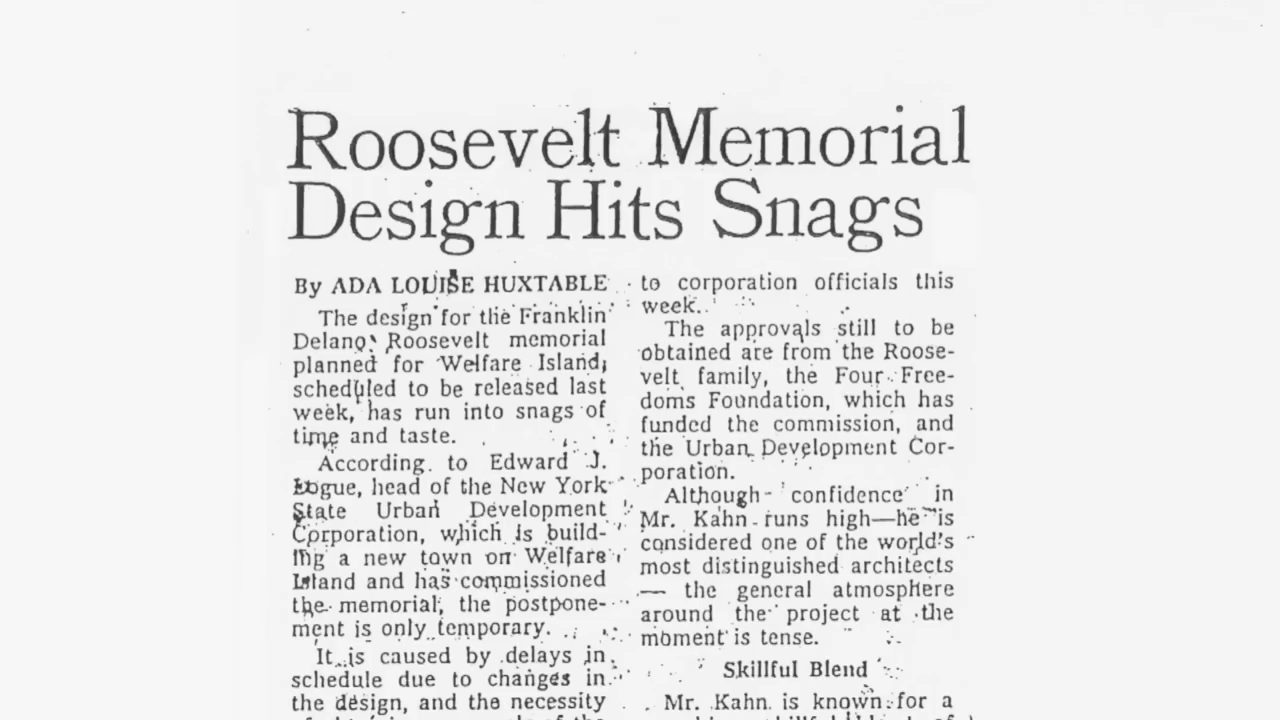 Roosevelt Memorial
Design Hits Snags
By ADA LOUISE HUXTABLE
The design for the Franklin
Delano Roosevelt memorial
planned for Welfare Island,
scheduled to be released last
week, has run into snags of
time and taste.
According to Edward J.
Logue, head of the New York
State Urban Development
Corporation, which is build-
ing a new town on Welfare
Island and has commissioned
the memorial, the postpone-
ment is only temporary.
It is caused by delays in
schedule due to changes in
the design, and the necessity
to corporation officials this
week.
The approvals still to be
obtained are from the Roose-
velt family, the Four Free-
doms Foundation, which has
funded the commission, and
the Urban Development Cor-
poration.
Although confidence in
Mr. Kahn runs high—he is
considered one of the world's
most distinguished architects
— the general atmosphere
around the project at the
moment is tense.
Skillful Blend
Mr. Kahn is known for a